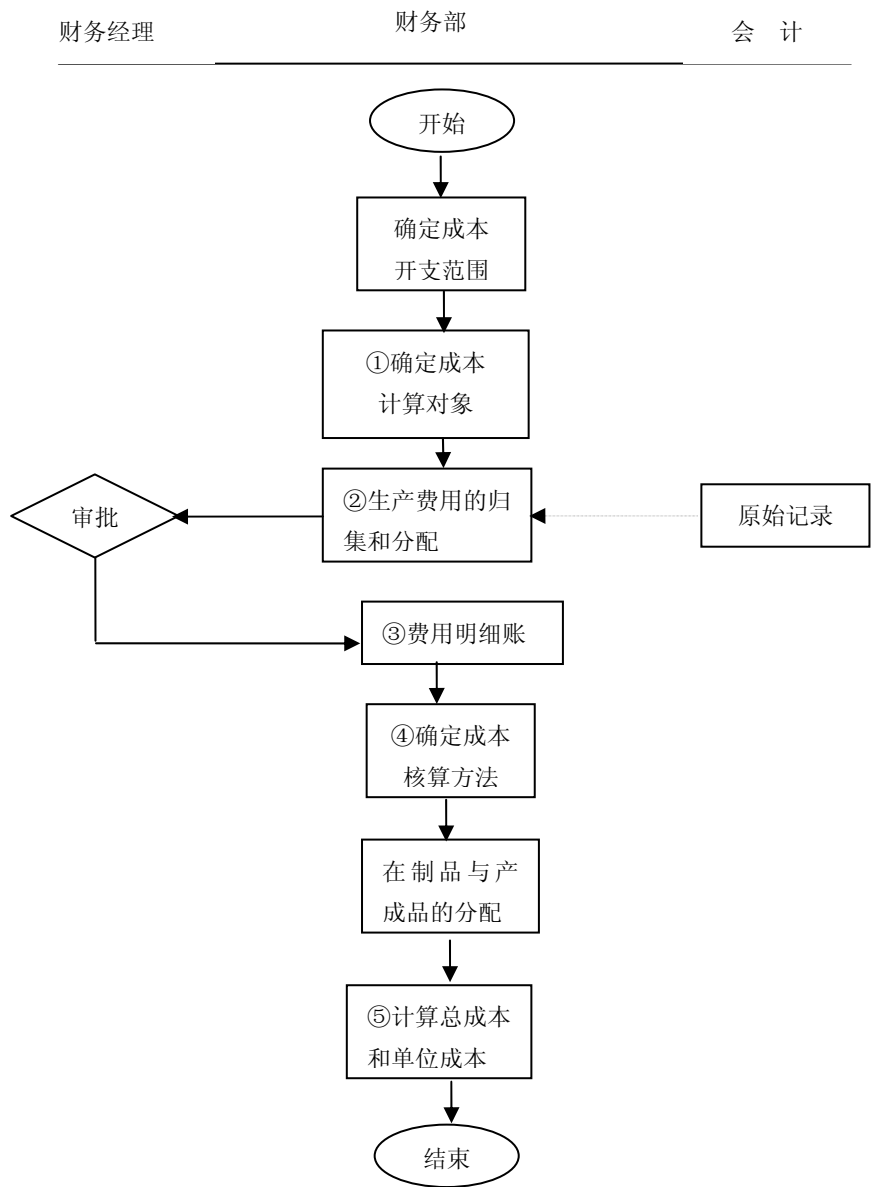 财务经理
财务部
会 计
开始
确定成本
开支范围
①确定成本
计算对象
审批
②生产费用的归
集和分配
原始记录
③费用明细账
④确定成本
核算方法
在制品与产
成品的分配
⑤计算总成本
和单位成本
结束